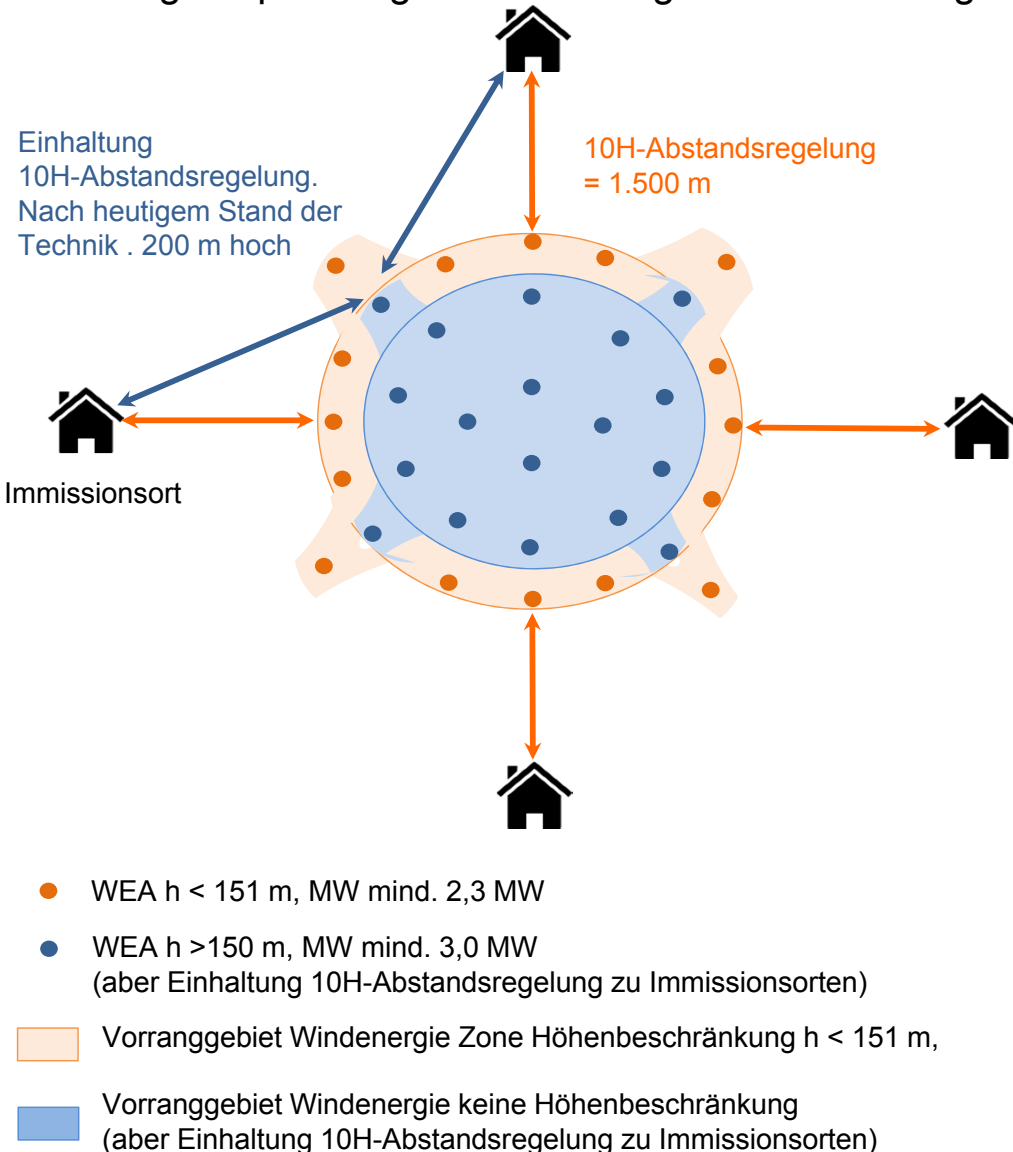 Einhaltung
10H-Abstandsregelung.
Nach heutigem Stand der
Technik . 200 m hoch
10H-Abstandsregelung
= 1.500 m
Immissionsort
WEA h < 151 m, MW mind. 2,3 MW
WEA h >150 m, MW mind. 3,0 MW
(aber Einhaltung 10H-Abstandsregelung zu Immissionsorten)
Vorranggebiet Windenergie Zone Höhenbeschränkung h < 151 m,
Vorranggebiet Windenergie keine Höhenbeschränkung
(aber Einhaltung 10H-Abstandsregelung zu Immissionsorten)